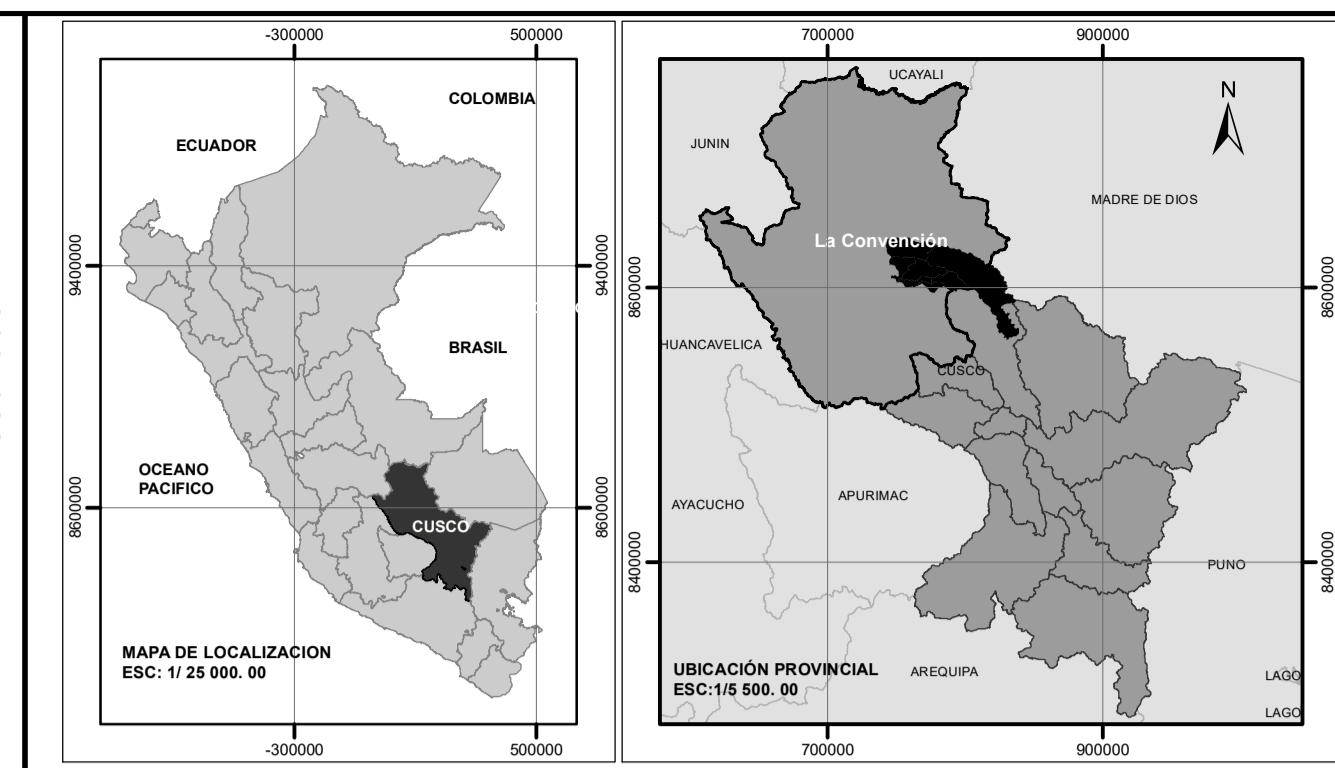 -300000
500000
COLOMBIA
ECUADOR
9400000
9400000
BRASIL
OCEANO
PACIFICO
8600000
8600000
CUSCO
MAPA DE LOCALIZACION
ESC: 1/ 25 000. 00
-300000
500000
700000
900000
UCAYALI
N
JUNIN
MADRE DE DIOS
La Convención
8600000
HUANCAVELICA
CUSCO
AYACUCHO
APURIMAC
8400000
PUNO
UBICACIÓN PROVINCIAL
ESC:1/5 500. 00
AREQUIPA
LAGO
LAGO
700000
900000